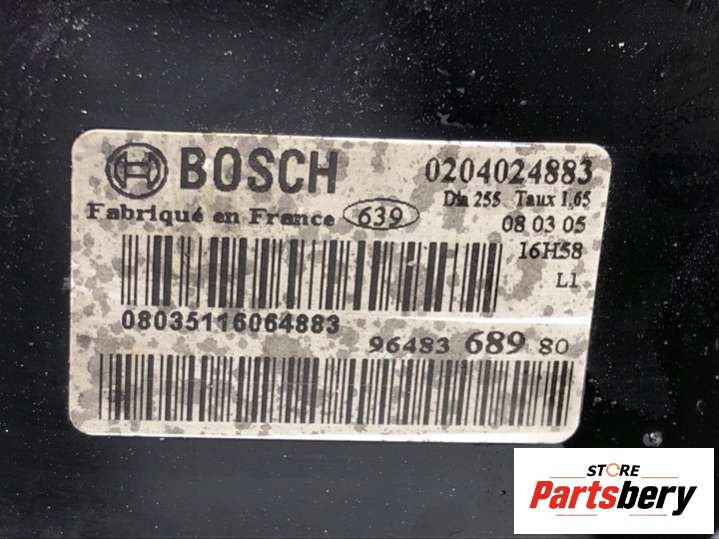 BOSCH
0204024883
Dia 255 Taux 1,65
Fabriqué en France 639
08 03 05
16H58
L1
08035116064883
96483 689 80
STORE
Partsbery